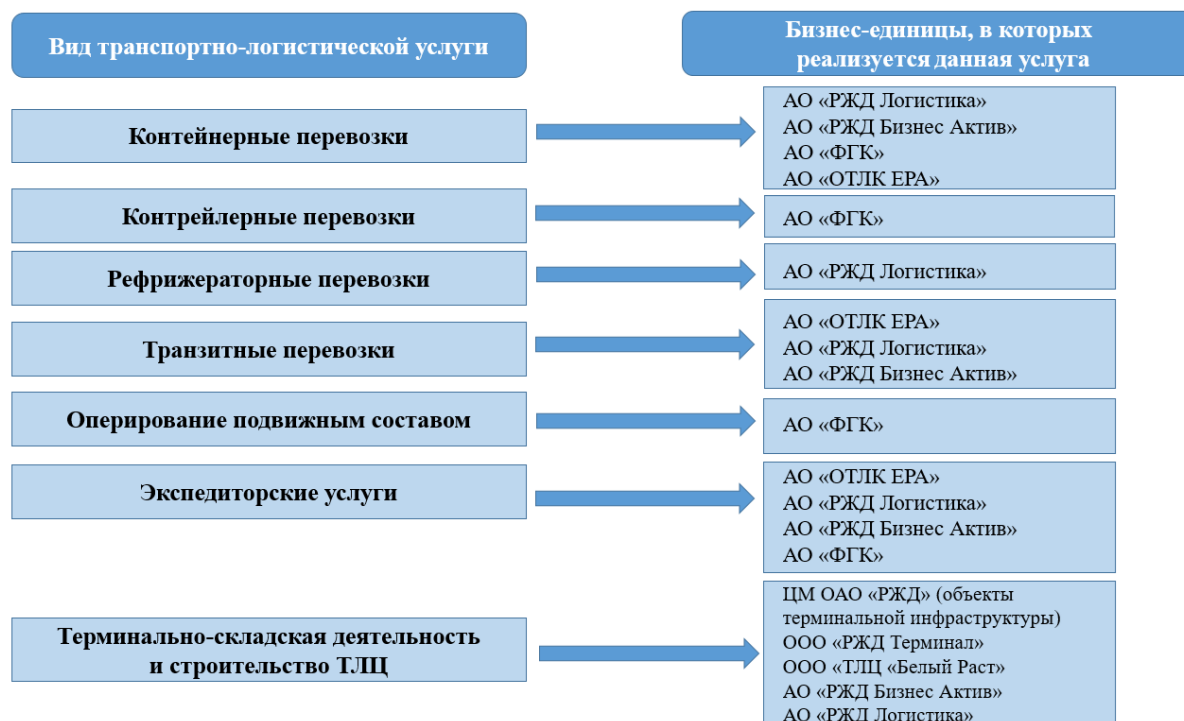 Вид транспортно-логистической услуги
Бизнес-единицы, в которых
реализуется данная услуга
Контейнерные перевозки
АО «РЖД Логистика»
АО «РЖД Бизнес Актив»
АО «ФГК»
АО «ОТЛК ЕРА»
Контрейлерные перевозки
АО «ФГК»
Рефрижераторные перевозки
АО «РЖД Логистика»
Транзитные перевозки
АО «ОТЛК ЕРА»
АО «РЖД Логистика»
АО «РЖД Бизнес Актив»
Оперирование подвижным составом
АО «ФГК»
Экспедиторские услуги
АО «ОТЛК ЕРА»
АО «РЖД Логистика»
АО «РЖД Бизнес Актив»
АО «ФГК»
Терминально-складская деятельность
и строительство ТЛЦ
ЦМ ОАО «РЖД» (объекты
терминальной инфраструктуры)
ООО «РЖД Терминал»
ООО «ТЛЦ «Белый Раст»
АО «РЖД Бизнес Актив»
АО «РЖД Логистика»